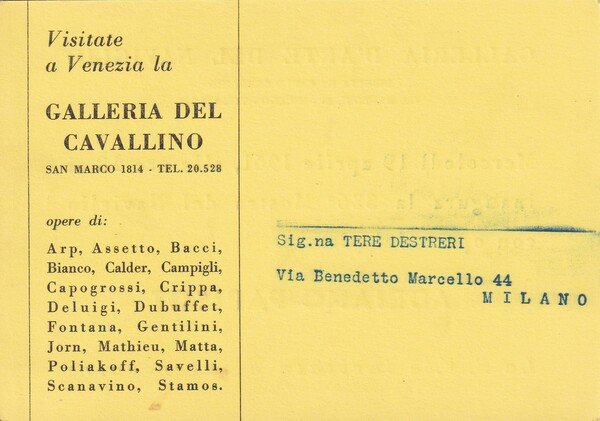 Visitate
a Venezia la
GALLERIA DEL
CAVALLINO
SAN MARCO 1814 - TEL. 20.528
opere di:
Arp, Assetto, Bacci,
Bianco, Calder, Campigli,
Capogrossi, Crippa,
Deluigi, Dubuffet,
Fontana, Gentilini,
Jorn, Mathieu, Matta,
Poliakoff, Savelli,
Scanavino, Stamos.
Sig.na TERE DESTRERI
Via Benedetto Marcello 44
MILANO